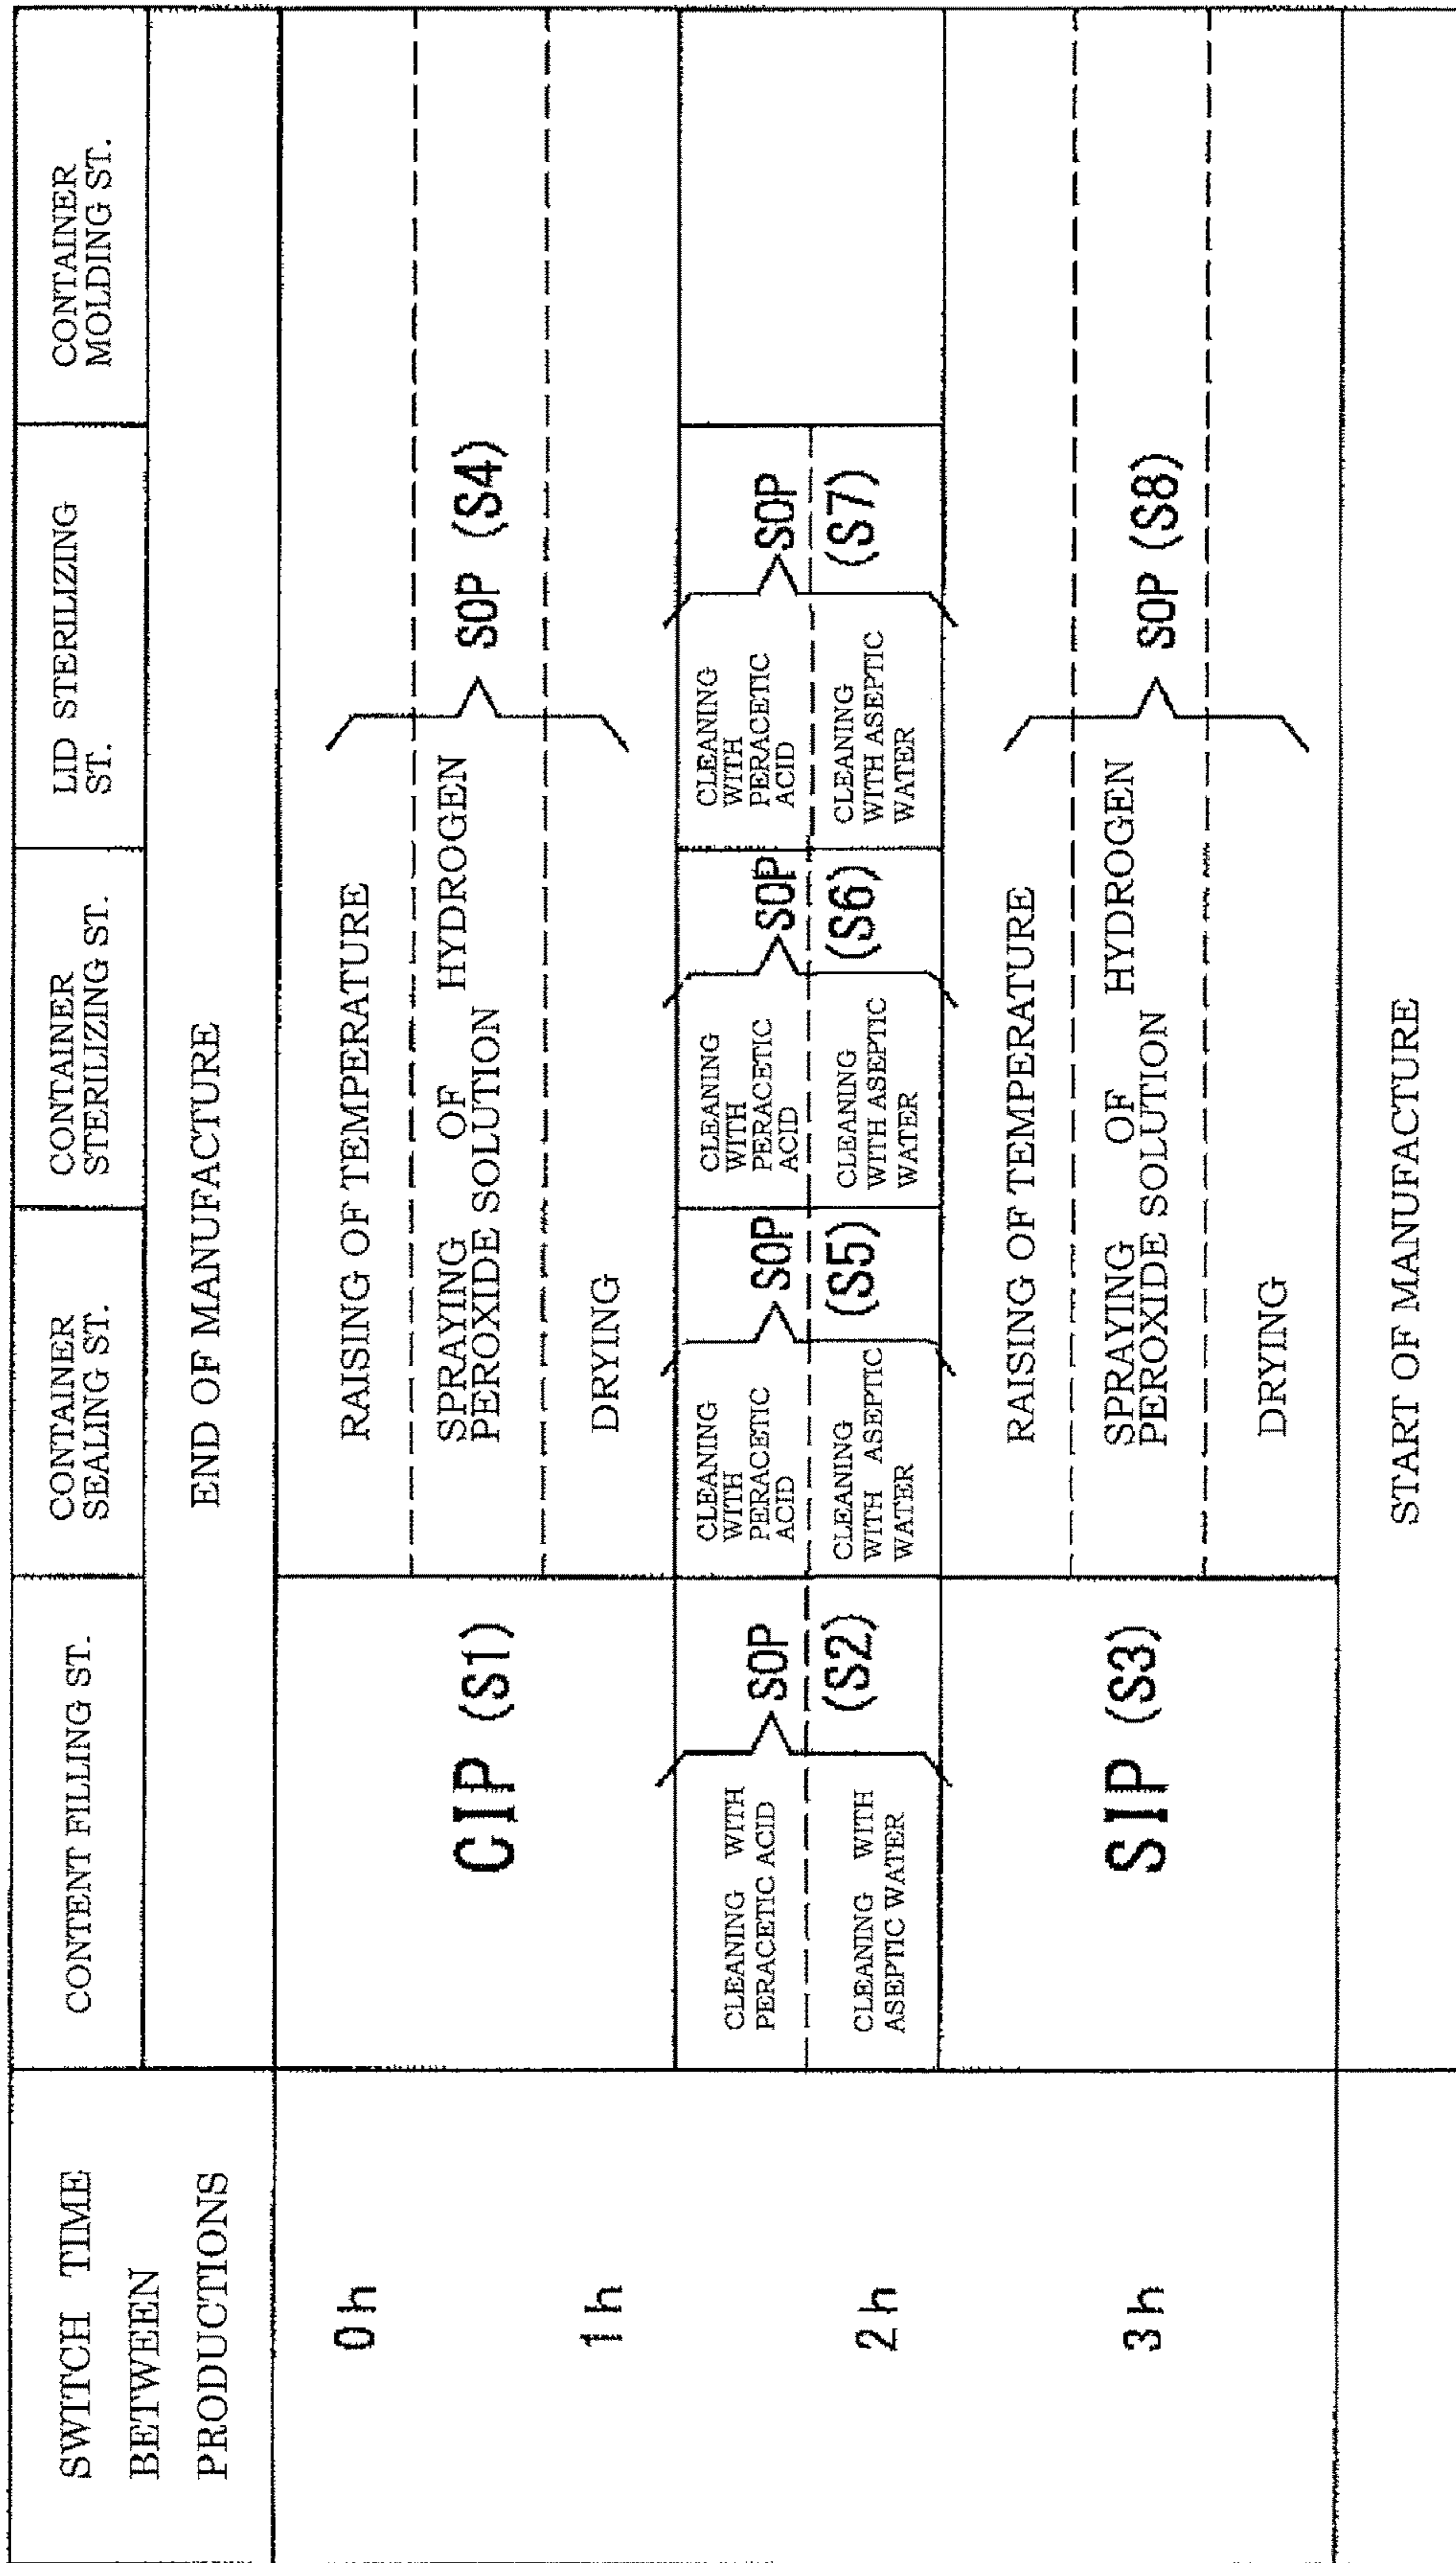 SWITCH TIME
BETWEEN
PRODUCTIONS
CONTENT FILLING ST.
CONTAINER
SEALING ST.
CONTAINER
STERILIZING ST.
LID STERILIZING
ST.
CONTAINER
MOLDING ST.
END OF MANUFACTURE
0h
1h
2h
3h
CIP (S1)
RAISING OF TEMPERATURE
SPRAYING OF HYDROGEN
PEROXIDE SOLUTION
DRYING
SOP (S4)
CLEANING WITH
PERACETIC ACID
CLEANING WITH
ASEPTIC WATER
SOP
(S2)
CLEANING
WITH
PERACETIC
ACID
CLEANING
WITH ASEPTIC
WATER
SOP
(S5)
CLEANING
WITH
PERACETIC
ACID
CLEANING
WITH ASEPTIC
WATER
SOP
(S6)
CLEANING
WITH
PERACETIC
ACID
CLEANING
WITH ASEPTIC
WATER
SOP
(S7)
SIP (S3)
RAISING OF TEMPERATURE
SPRAYING OF HYDROGEN
PEROXIDE SOLUTION
DRYING
SOP (S8)
START OF MANUFACTURE